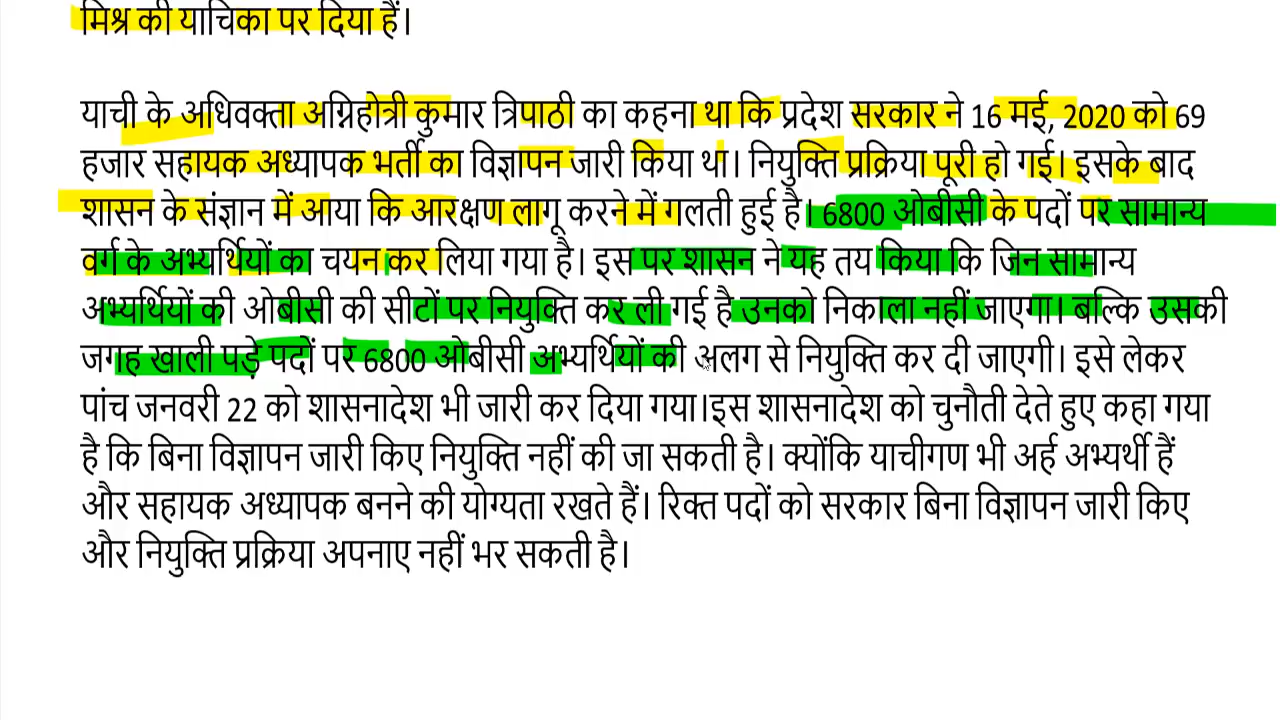 मिश्र की याचिका पर दिया हैं।
याची के अधिवक्ता अग्निहोत्री कुमार त्रिपाठी का कहना था कि प्रदेश सरकार ने 16 मई, 2020 को 69
हजार सहायक अध्यापक भर्ती का विज्ञापन जारी किया था। नियुक्ति प्रक्रिया पूरी हो गई। इसके बाद
शासन के संज्ञान में आया कि आरक्षण लागू करने में गलती हुई है। 6800 ओबीसी के पदों पर सामान्य
वर्ग के अभ्यर्थियों का चयन कर लिया गया है। इस पर शासन ने यह तय किया कि जिन सामान्य
अभ्यर्थियों की ओबीसी की सीटों पर नियुक्ति कर ली गई है उनको निकाला नहीं जाएगा। बल्कि उसकी
जगह खाली पड़े पदों पर 6800 ओबीसी अभ्यर्थियों की अलग से नियुक्ति कर दी जाएगी। इसे लेकर
पांच जनवरी 22 को शासनादेश भी जारी कर दिया गया।इस शासनादेश को चुनौती देते हुए कहा गया
है कि बिना विज्ञापन जारी किए नियुक्ति नहीं की जा सकती है। क्योंकि याचीगण भी अर्ह अभ्यर्थी हैं
और सहायक अध्यापक बनने की योग्यता रखते हैं। रिक्त पदों को सरकार बिना विज्ञापन जारी किए
और नियुक्ति प्रक्रिया अपनाए नहीं भर सकती है।